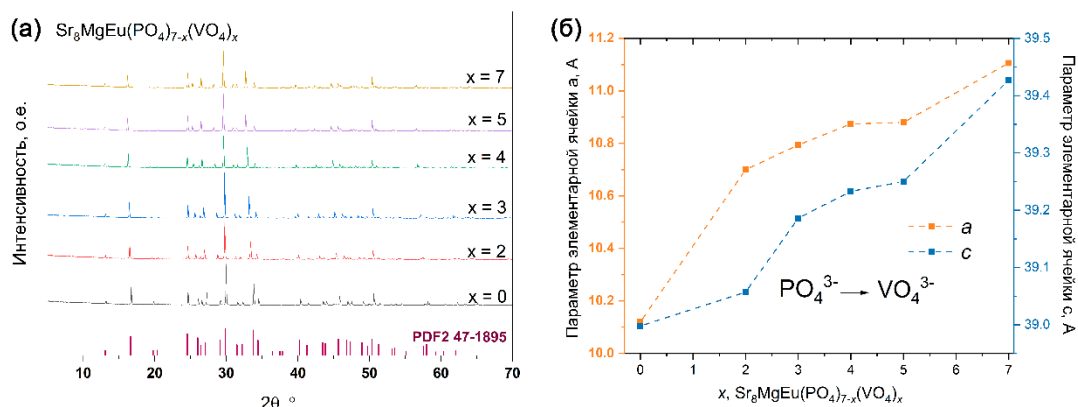 (а)
Sr₈MgEu(PO₄)₇₋ₓ(VO₄)ₓ
x = 7
x = 5
x = 4
x = 3
x = 2
x = 0
PDF2 47-1895
Интенсивность, о.е.
10 20 30 40 50 60 70
2θ, °
(б)
11.2
11.0
10.8
10.6
10.4
10.2
10.0
Параметр элементарной ячейки a, А
39.5
39.4
39.3
39.2
39.1
39.0
Параметр элементарной ячейки c, А
a
c
PO₄³⁻ → VO₄³⁻
0 1 2 3 4 5 6 7
x, Sr₈MgEu(PO₄)₇₋ₓ(VO₄)ₓ